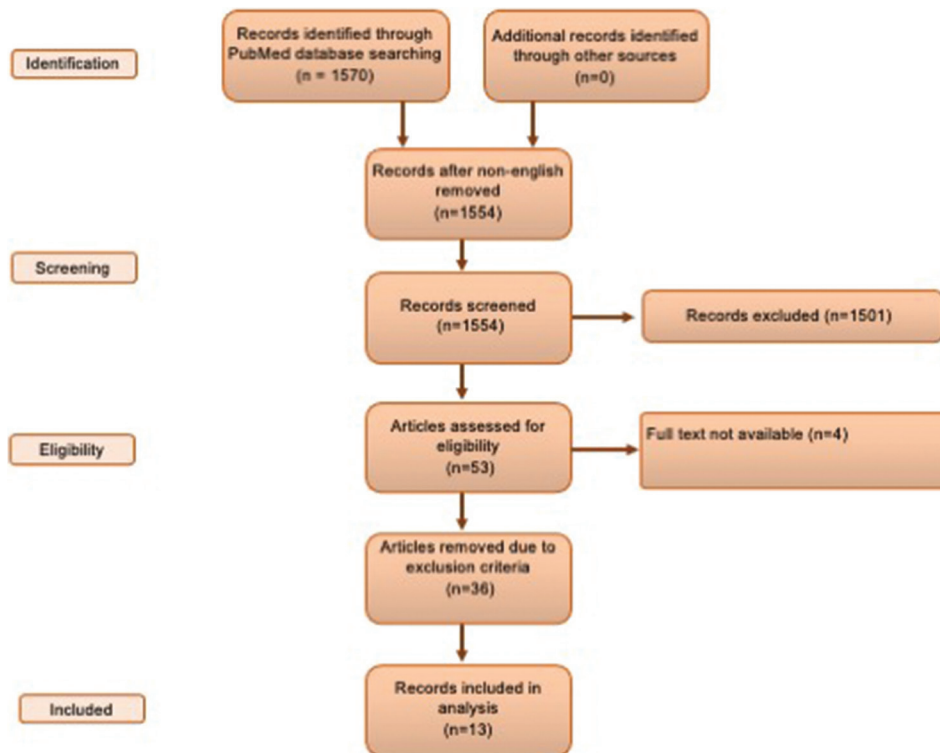 Identification
Records identified through
PubMed database searching
(n = 1570)
Additional records identified
through other sources
(n=0)
Records after non-english
removed
(n=1554)
Screening
Records screened
(n=1554)
Records excluded (n=1501)
Eligibility
Articles assessed for
eligibility
(n=53)
Full text not available (n=4)
Articles removed due to
exclusion criteria
(n=36)
Included
Records included in
analysis
(n=13)